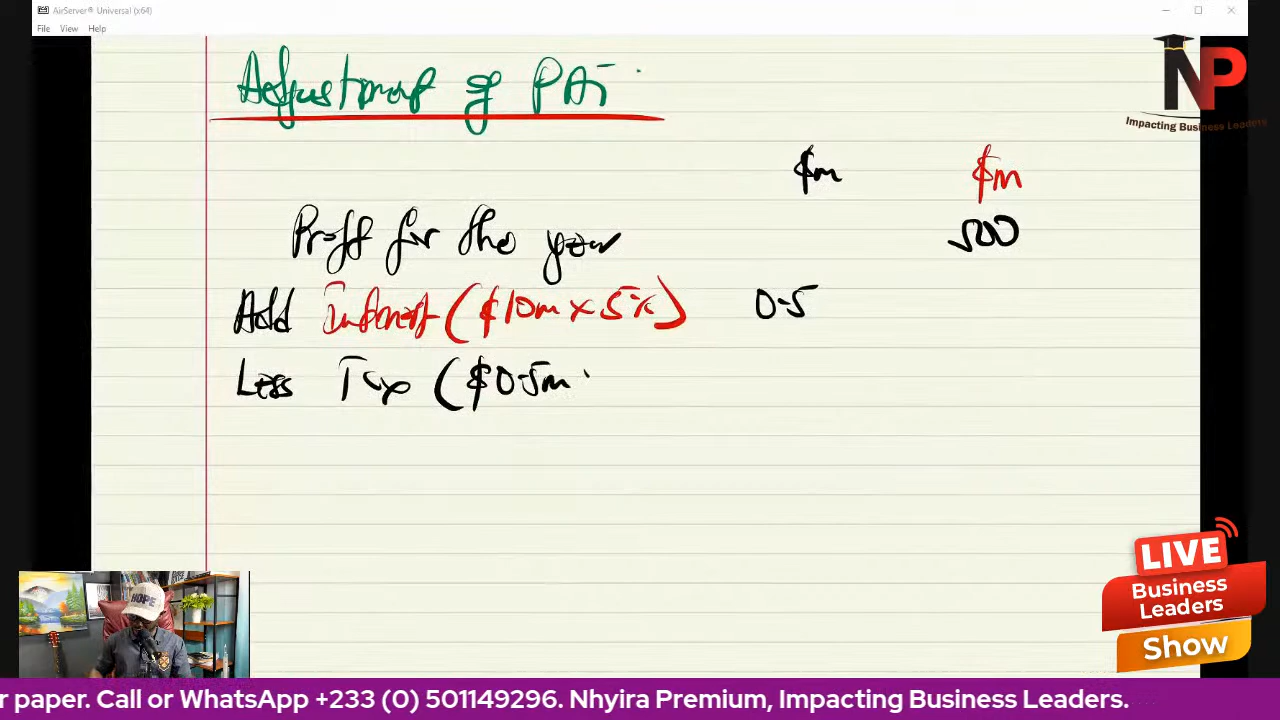 AirServer® Universal (x64)
File View Help
Adjustment of PAT
NP
Impacting Business Leaders
$m $m
Profit for the year 500
Add Interest ($10m x 5%) 0.5
Less Tax ($0.5m
HOPE
LIVE
Business
Leaders
Show
r paper. Call or WhatsApp +233 (0) 501149296. Nhyira Premium, Impacting Business Leaders.